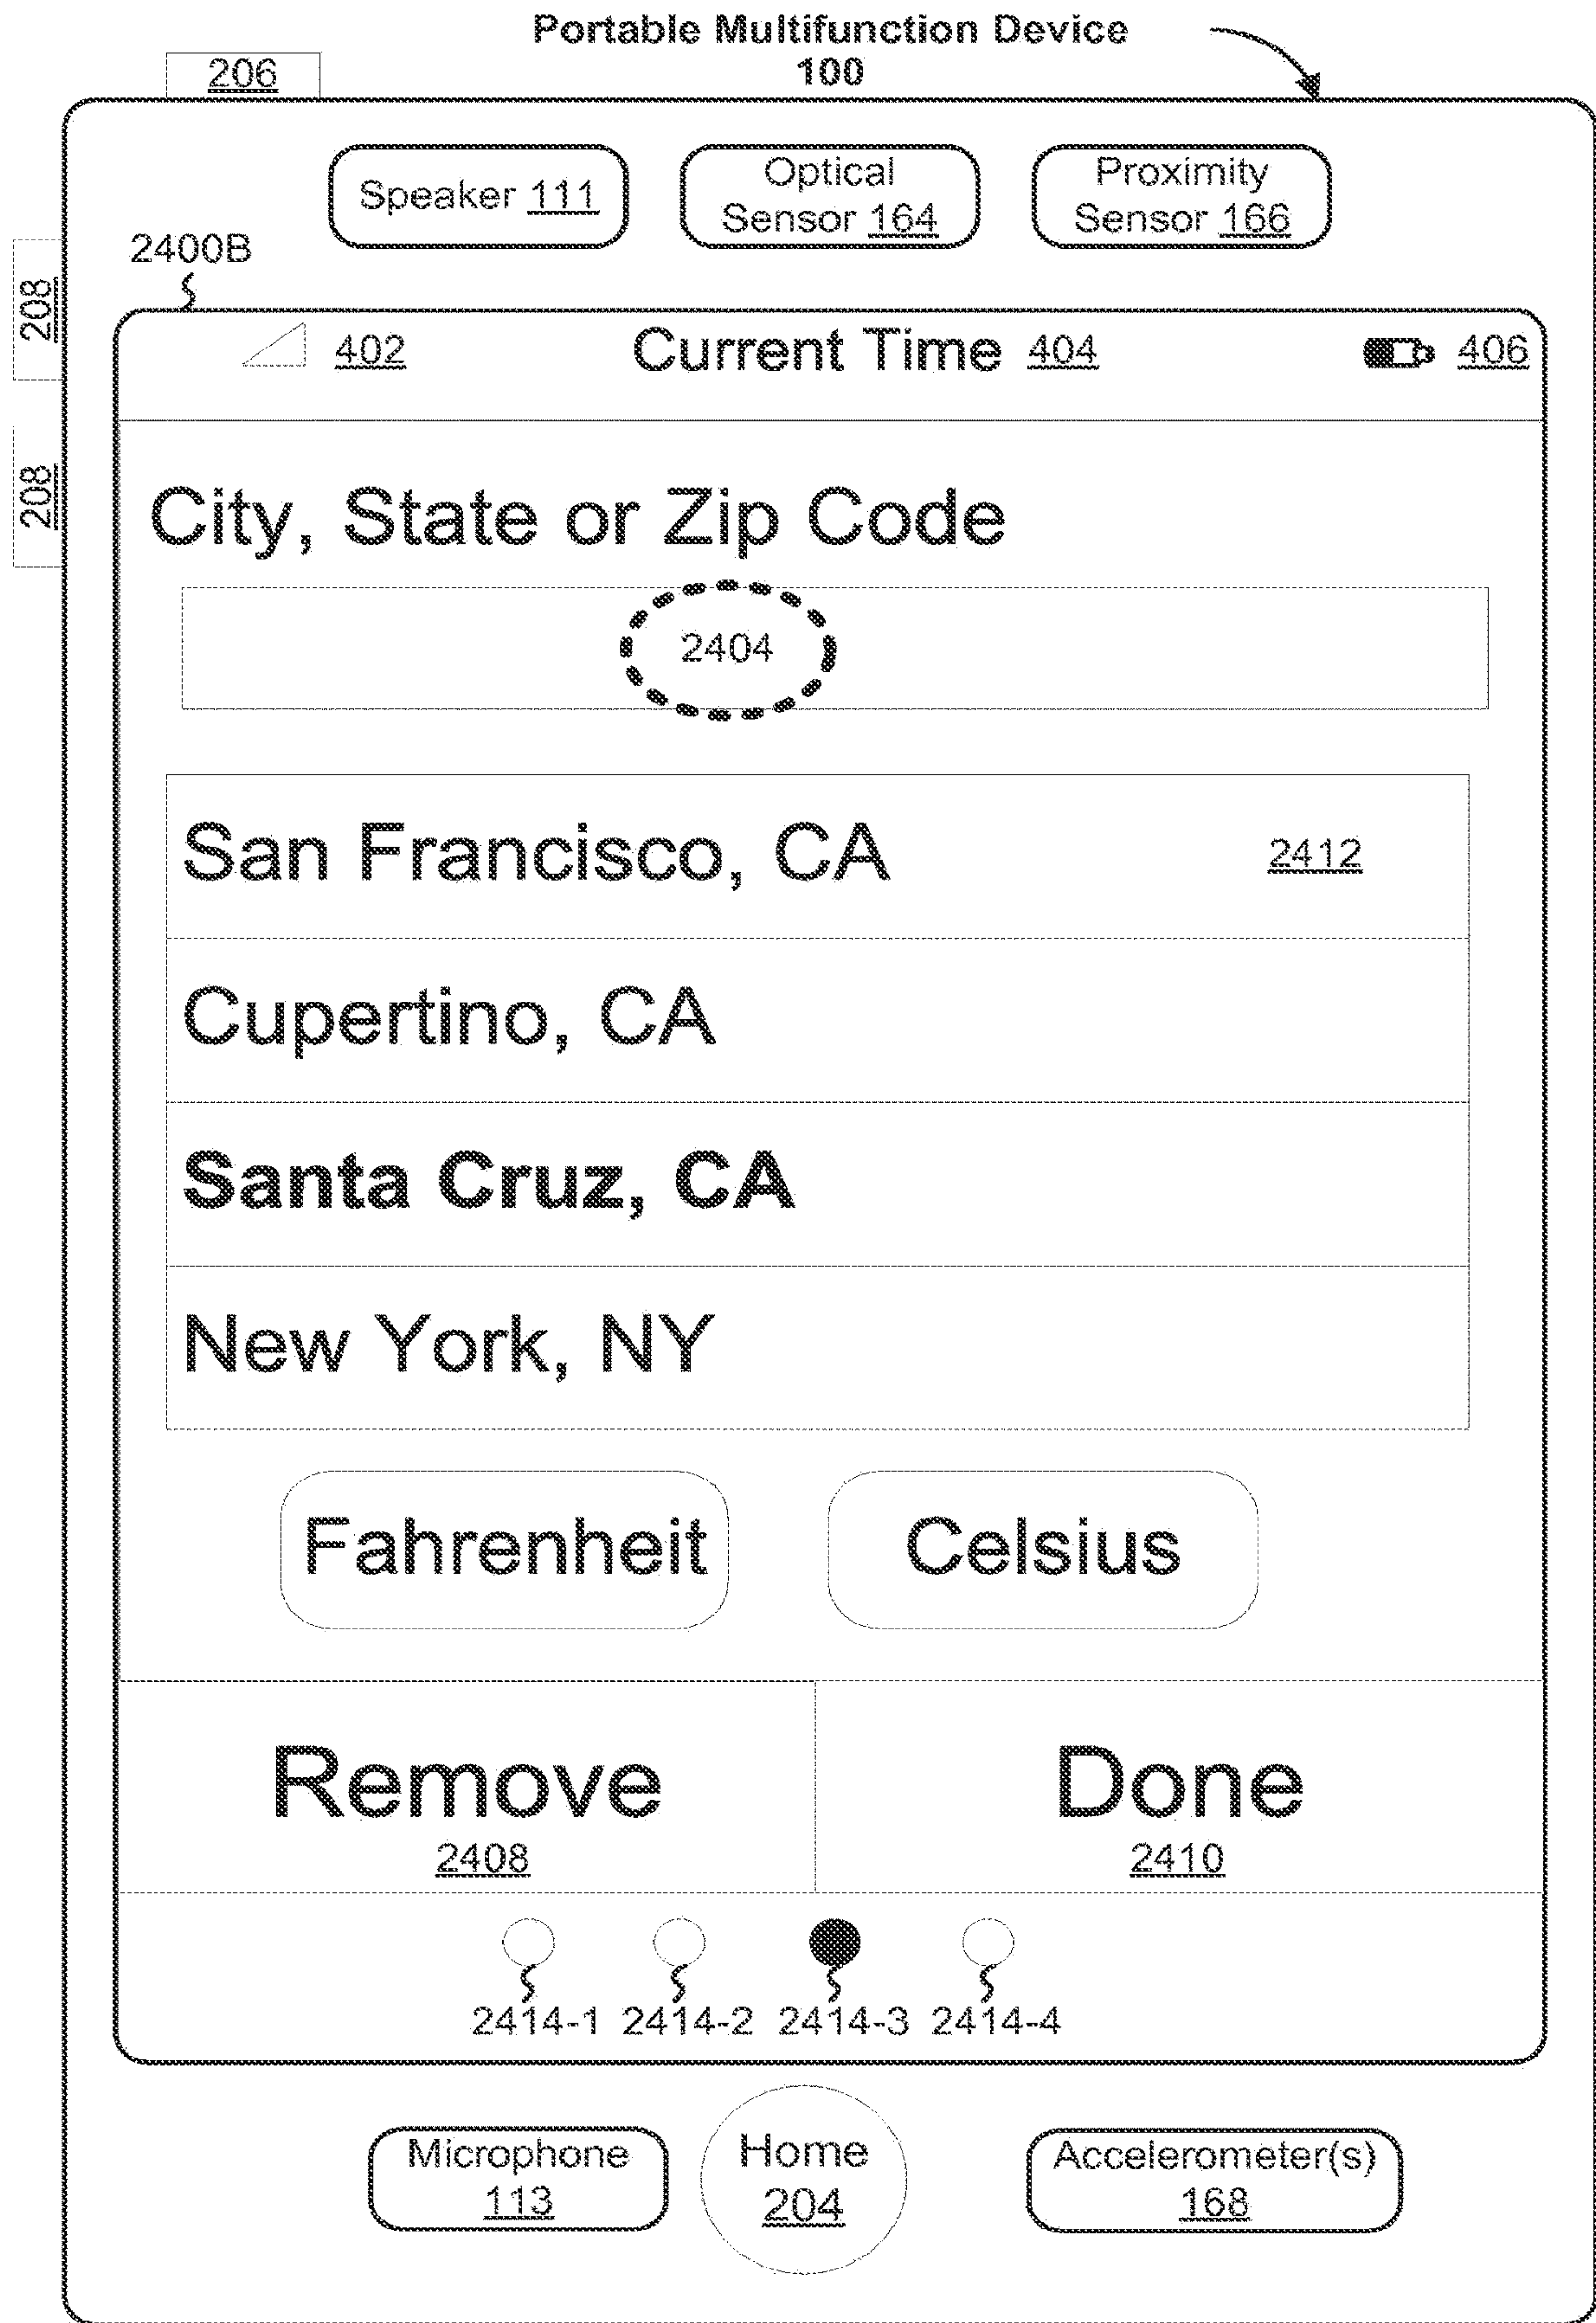 Portable Multifunction Device
100
206
Speaker 111
Optical
Sensor 164
Proximity
Sensor 166
2400B
208
208
402
Current Time 404
406
City, State or Zip Code
2404
San Francisco, CA
2412
Cupertino, CA
Santa Cruz, CA
New York, NY
Fahrenheit
Celsius
Remove
2408
Done
2410
2414-1 2414-2 2414-3 2414-4
Microphone
113
Home
204
Accelerometer(s)
168